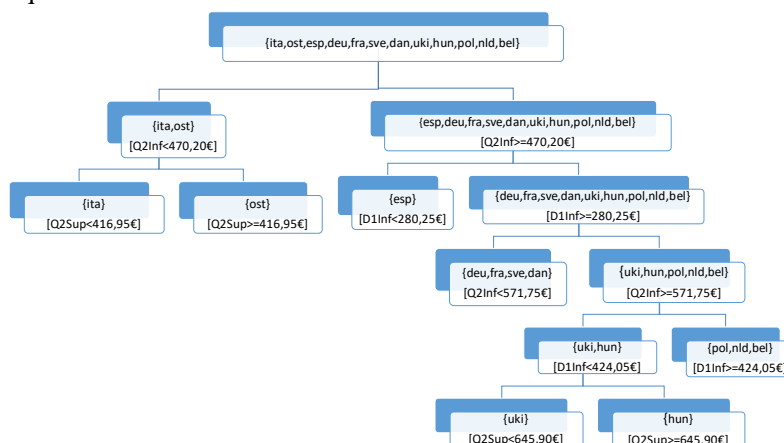 {ita,ost,esp,deu,fra,sve,dan,uki,hun,pol,nld,bel}
{ita,ost}
[Q2Inf<470,20€]
{esp,deu,fra,sve,dan,uki,hun,pol,nld,bel}
[Q2Inf>=470,20€]
{ita}
[Q2Sup<416,95€]
{ost}
[Q2Sup>=416,95€]
{esp}
[D1Inf<280,25€]
{deu,fra,sve,dan,uki,hun,pol,nld,bel}
[D1Inf>=280,25€]
{deu,fra,sve,dan}
[Q2Inf<571,75€]
{uki,hun,pol,nld,bel}
[Q2Inf>=571,75€]
{uki,hun}
[D1Inf<424,05€]
{pol,nld,bel}
[D1Inf>=424,05€]
{uki}
[Q2Sup<645,90€]
{hun}
[Q2Sup>=645,90€]